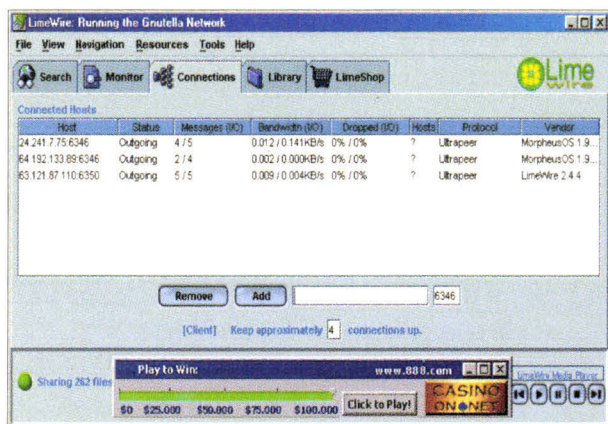 LimeWire: Running the Gnutella Network
File View Navigation Resources Tools Help
Search Monitor Connections Library LimeShop
Lime
WIRE
Connected Hosts
Host Status Messages (I/O) Bandwidth (I/O) Dropped (I/O) Hosts Protocol Vendor
24.241.7.75:6346 Outgoing 4 / 5 0.012 / 0.141KB/s 0% / 0% ? Ultrapeer MorpheusOS 1.9...
64.192.133.89:6346 Outgoing 2 / 4 0.002 / 0.000KB/s 0% / 0% ? Ultrapeer MorpheusOS 1.9...
63.121.87.110:6350 Outgoing 5 / 5 0.009 / 0.004KB/s 0% / 0% ? Ultrapeer LimeWire 2.4.4
Remove Add 6346
[Client] Keep approximately 4 connections up.
Sharing 262 files
Play to Win: www.888.com
$0 $25.000 $50.000 $75.000 $100.000
Click to Play!
CASINO
ON NET
LimeWire Media Player